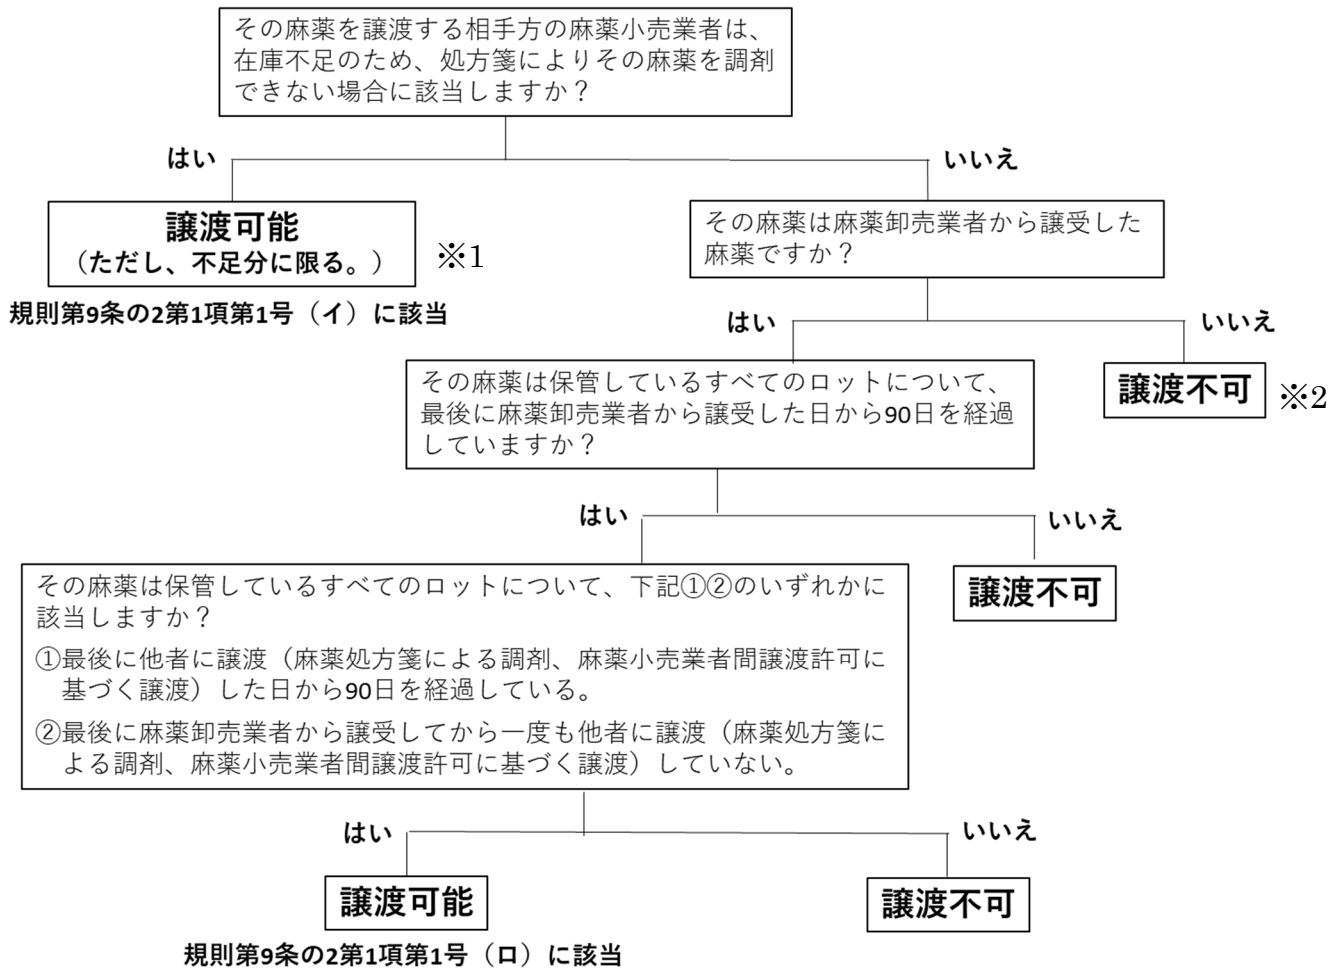 その麻薬を譲渡する相手方の麻薬小売業者は、
在庫不足のため、処方箋によりその麻薬を調剤
できない場合に該当しますか？
はい
いいえ
譲渡可能
（ただし、不足分に限る。）
※1
規則第9条の2第1項第1号（イ）に該当
その麻薬は麻薬卸売業者から譲受した
麻薬ですか？
はい
いいえ
譲渡不可
※2
その麻薬は保管しているすべてのロットについて、
最後に麻薬卸売業者から譲受した日から90日を経過
していますか？
はい
いいえ
譲渡不可
その麻薬は保管しているすべてのロットについて、下記①②のいずれかに
該当しますか？
①最後に他者に譲渡（麻薬処方箋による調剤、麻薬小売業者間譲渡許可に
基づく譲渡）した日から90日を経過している。
②最後に麻薬卸売業者から譲受してから一度も他者に譲渡（麻薬処方箋に
よる調剤、麻薬小売業者間譲渡許可に基づく譲渡）していない。
はい
いいえ
譲渡可能
譲渡不可
規則第9条の2第1項第1号（ロ）に該当